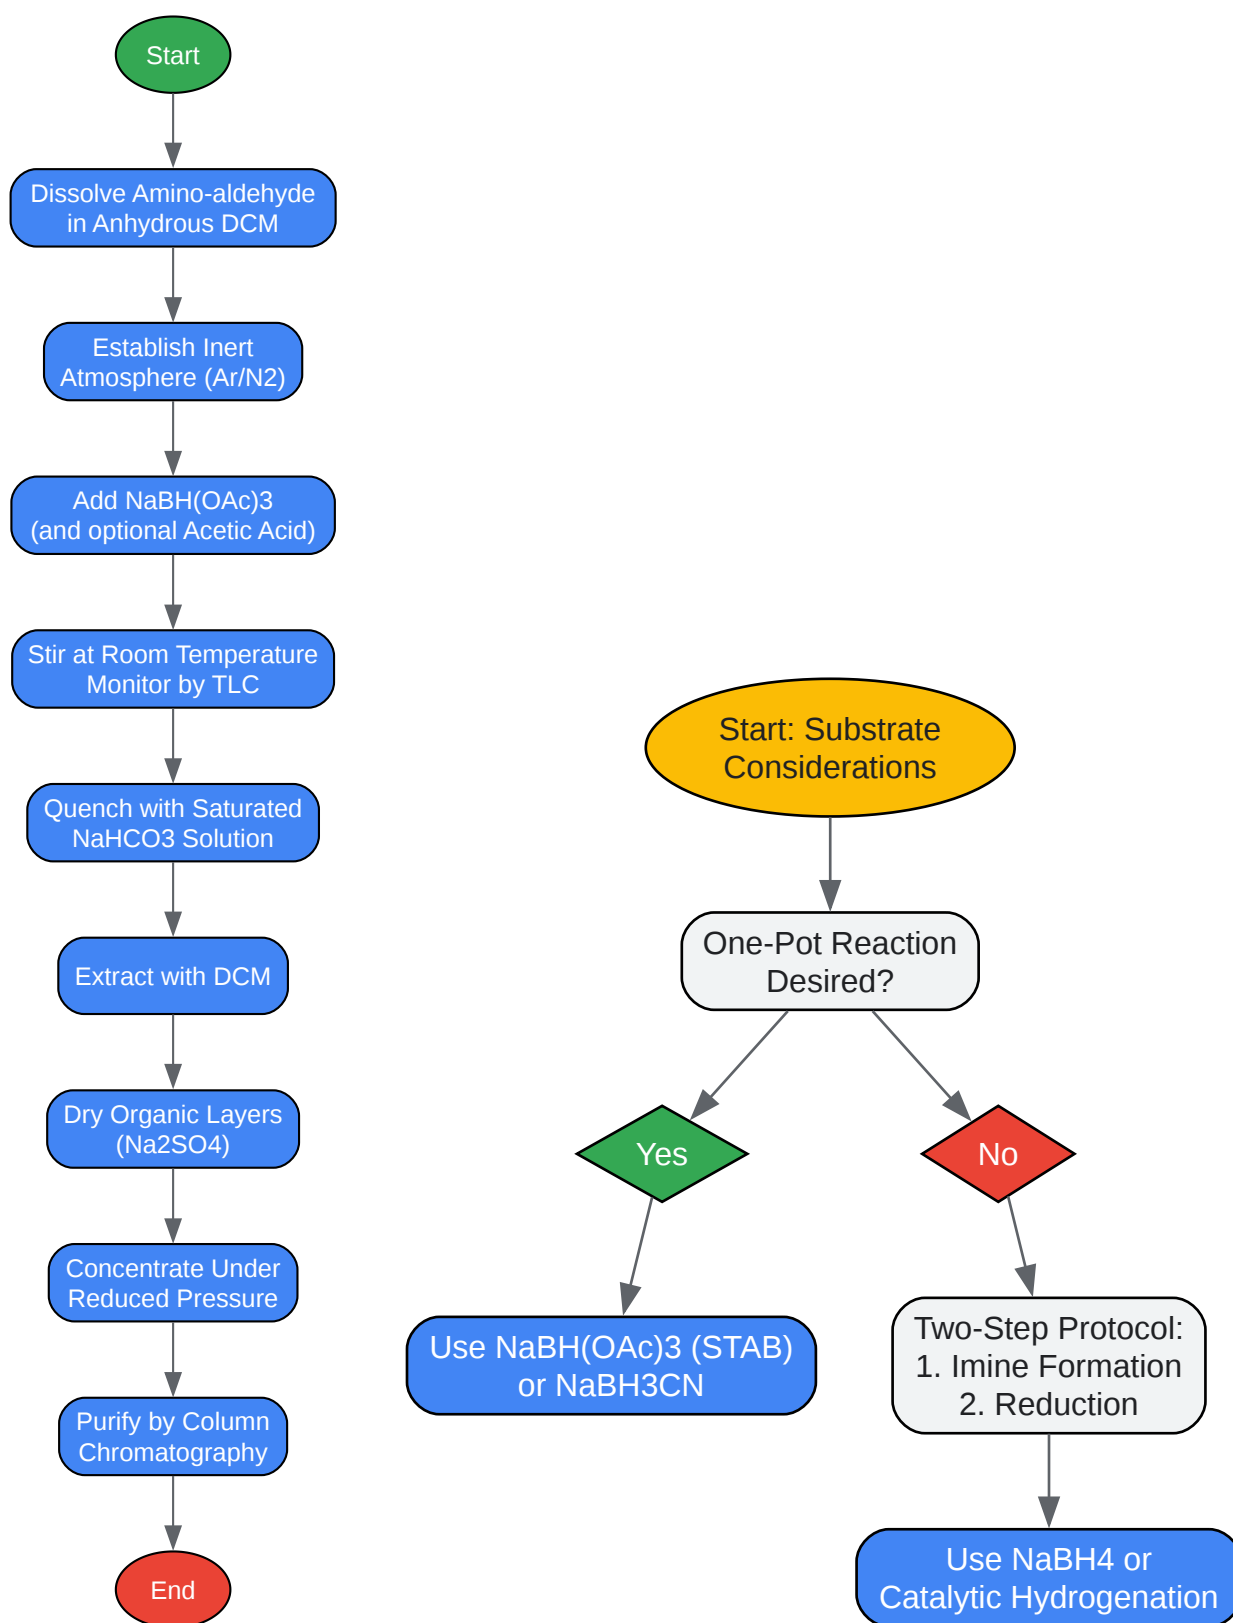 Start
Dissolve Amino-aldehyde
in Anhydrous DCM
Establish Inert
Atmosphere (Ar/N2)
Add NaBH(OAc)3
(and optional Acetic Acid)
Stir at Room Temperature
Monitor by TLC
Quench with Saturated
NaHCO3 Solution
Extract with DCM
Dry Organic Layers
(Na2SO4)
Concentrate Under
Reduced Pressure
Purify by Column
Chromatography
End
Start: Substrate
Considerations
One-Pot Reaction
Desired?
Yes
No
Use NaBH(OAc)3 (STAB)
or NaBH3CN
Two-Step Protocol:
1. Imine Formation
2. Reduction
Use NaBH4 or
Catalytic Hydrogenation